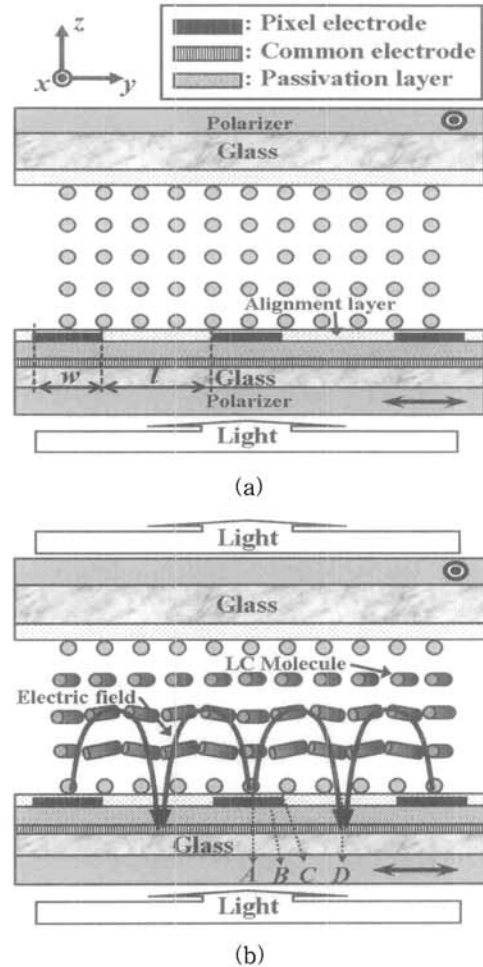 z
x
y
: Pixel electrode
: Common electrode
: Passivation layer
Polarizer
Glass
Alignment layer
w
l
Glass
Polarizer
Light
(a)
Light
Glass
LC Molecule
Electric field
Glass
A B C D
Light
(b)